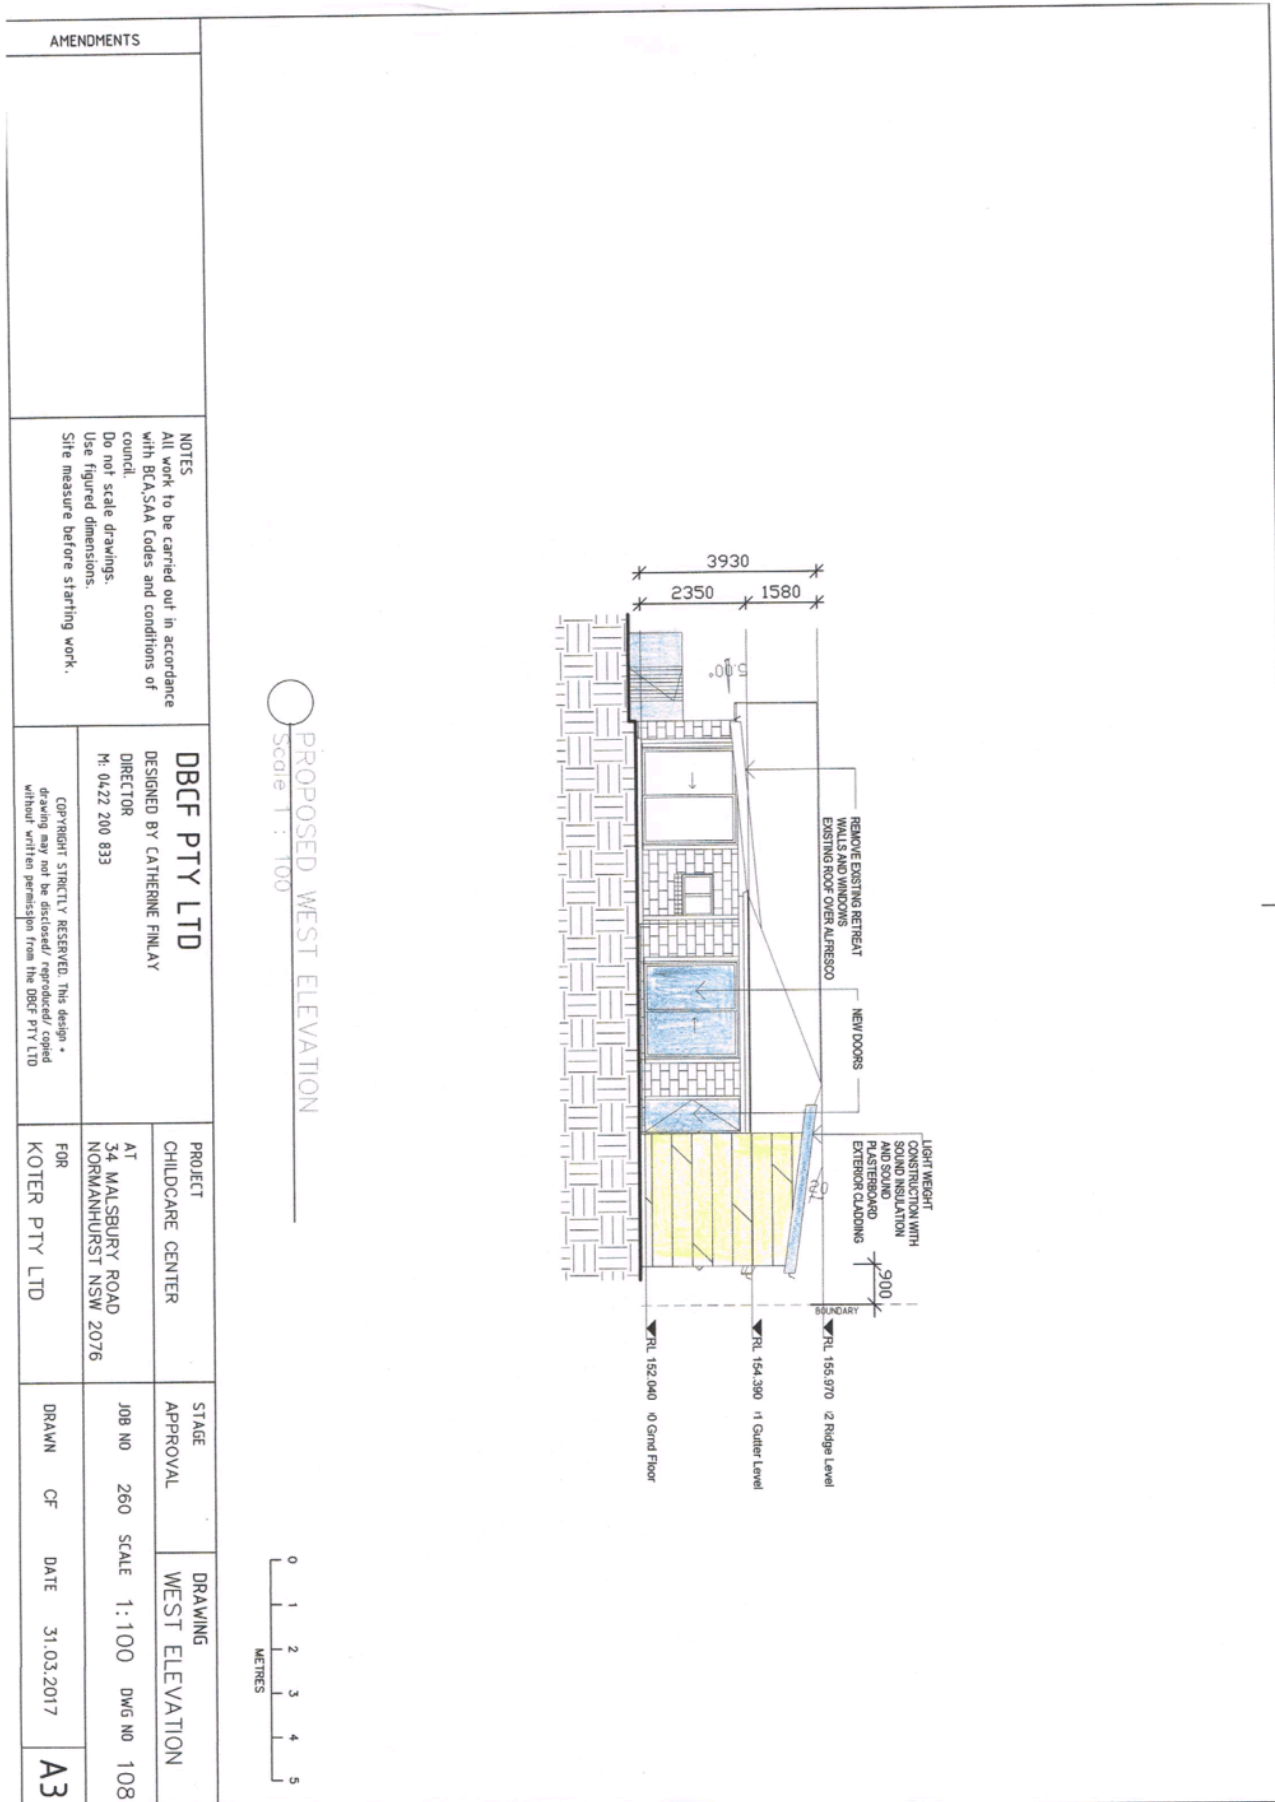 3930
2350
1580
5.00°
REMOVE EXISTING RETREAT
WALLS AND WINDOWS
EXISTING ROOF OVER ALFRESCO
NEW DOORS
LIGHT WEIGHT
CONSTRUCTION WITH
SOUND INSULATION
AND SOUND
PLASTERBOARD
EXTERIOR CLADDING
900
BOUNDARY
RL 155.970 Ridge Level
RL 154.390 Gutter Level
RL 152.040 Grnd Floor
PROPOSED WEST ELEVATION
Scale 1 : 100
0 1 2 3 4 5
METRES
AMENDMENTS
NOTES
All work to be carried out in accordance
with BCA,SAA Codes and conditions of
council.
Do not scale drawings.
Use figured dimensions.
Site measure before starting work.
DBCF PTY LTD
DESIGNED BY CATHERINE FINLAY
DIRECTOR
M: 0422 200 833
COPYRIGHT STRICTLY RESERVED. This design +
drawing may not be disclosed/ reproduced/ copied
without written permission from the DBCF PTY LTD
PROJECT
CHILDCARE CENTER
AT
34 MALSBURY ROAD
NORMANHURST NSW 2076
FOR
KOTER PTY LTD
STAGE
APPROVAL
DRAWING
WEST ELEVATION
JOB NO 260 SCALE 1:100 DWG NO 108
DRAWN CF DATE 31.03.2017
A3